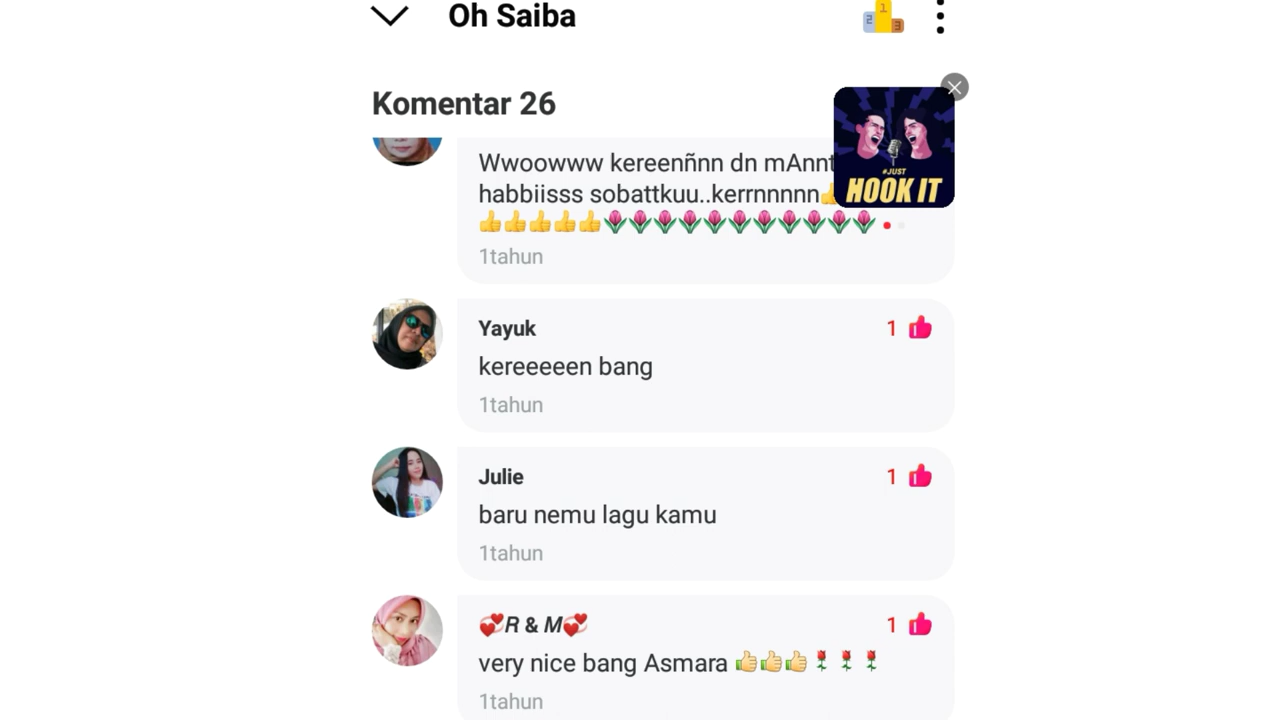 Oh Saiba
Komentar 26
Wwoowww kereenñnn dn mAnnt
habbiisss sobattkuu..kerrnnnnn👍
👍👍👍👍👍🌷🌷🌷🌷🌷🌷🌷🌷🌷🌷🌷
1tahun
#JUST
HOOK IT
Yayuk
1
kereeeeen bang
1tahun
Julie
1
baru nemu lagu kamu
1tahun
💞R & M💞
1
very nice bang Asmara 👍👍👍🌹🌹🌹
1tahun